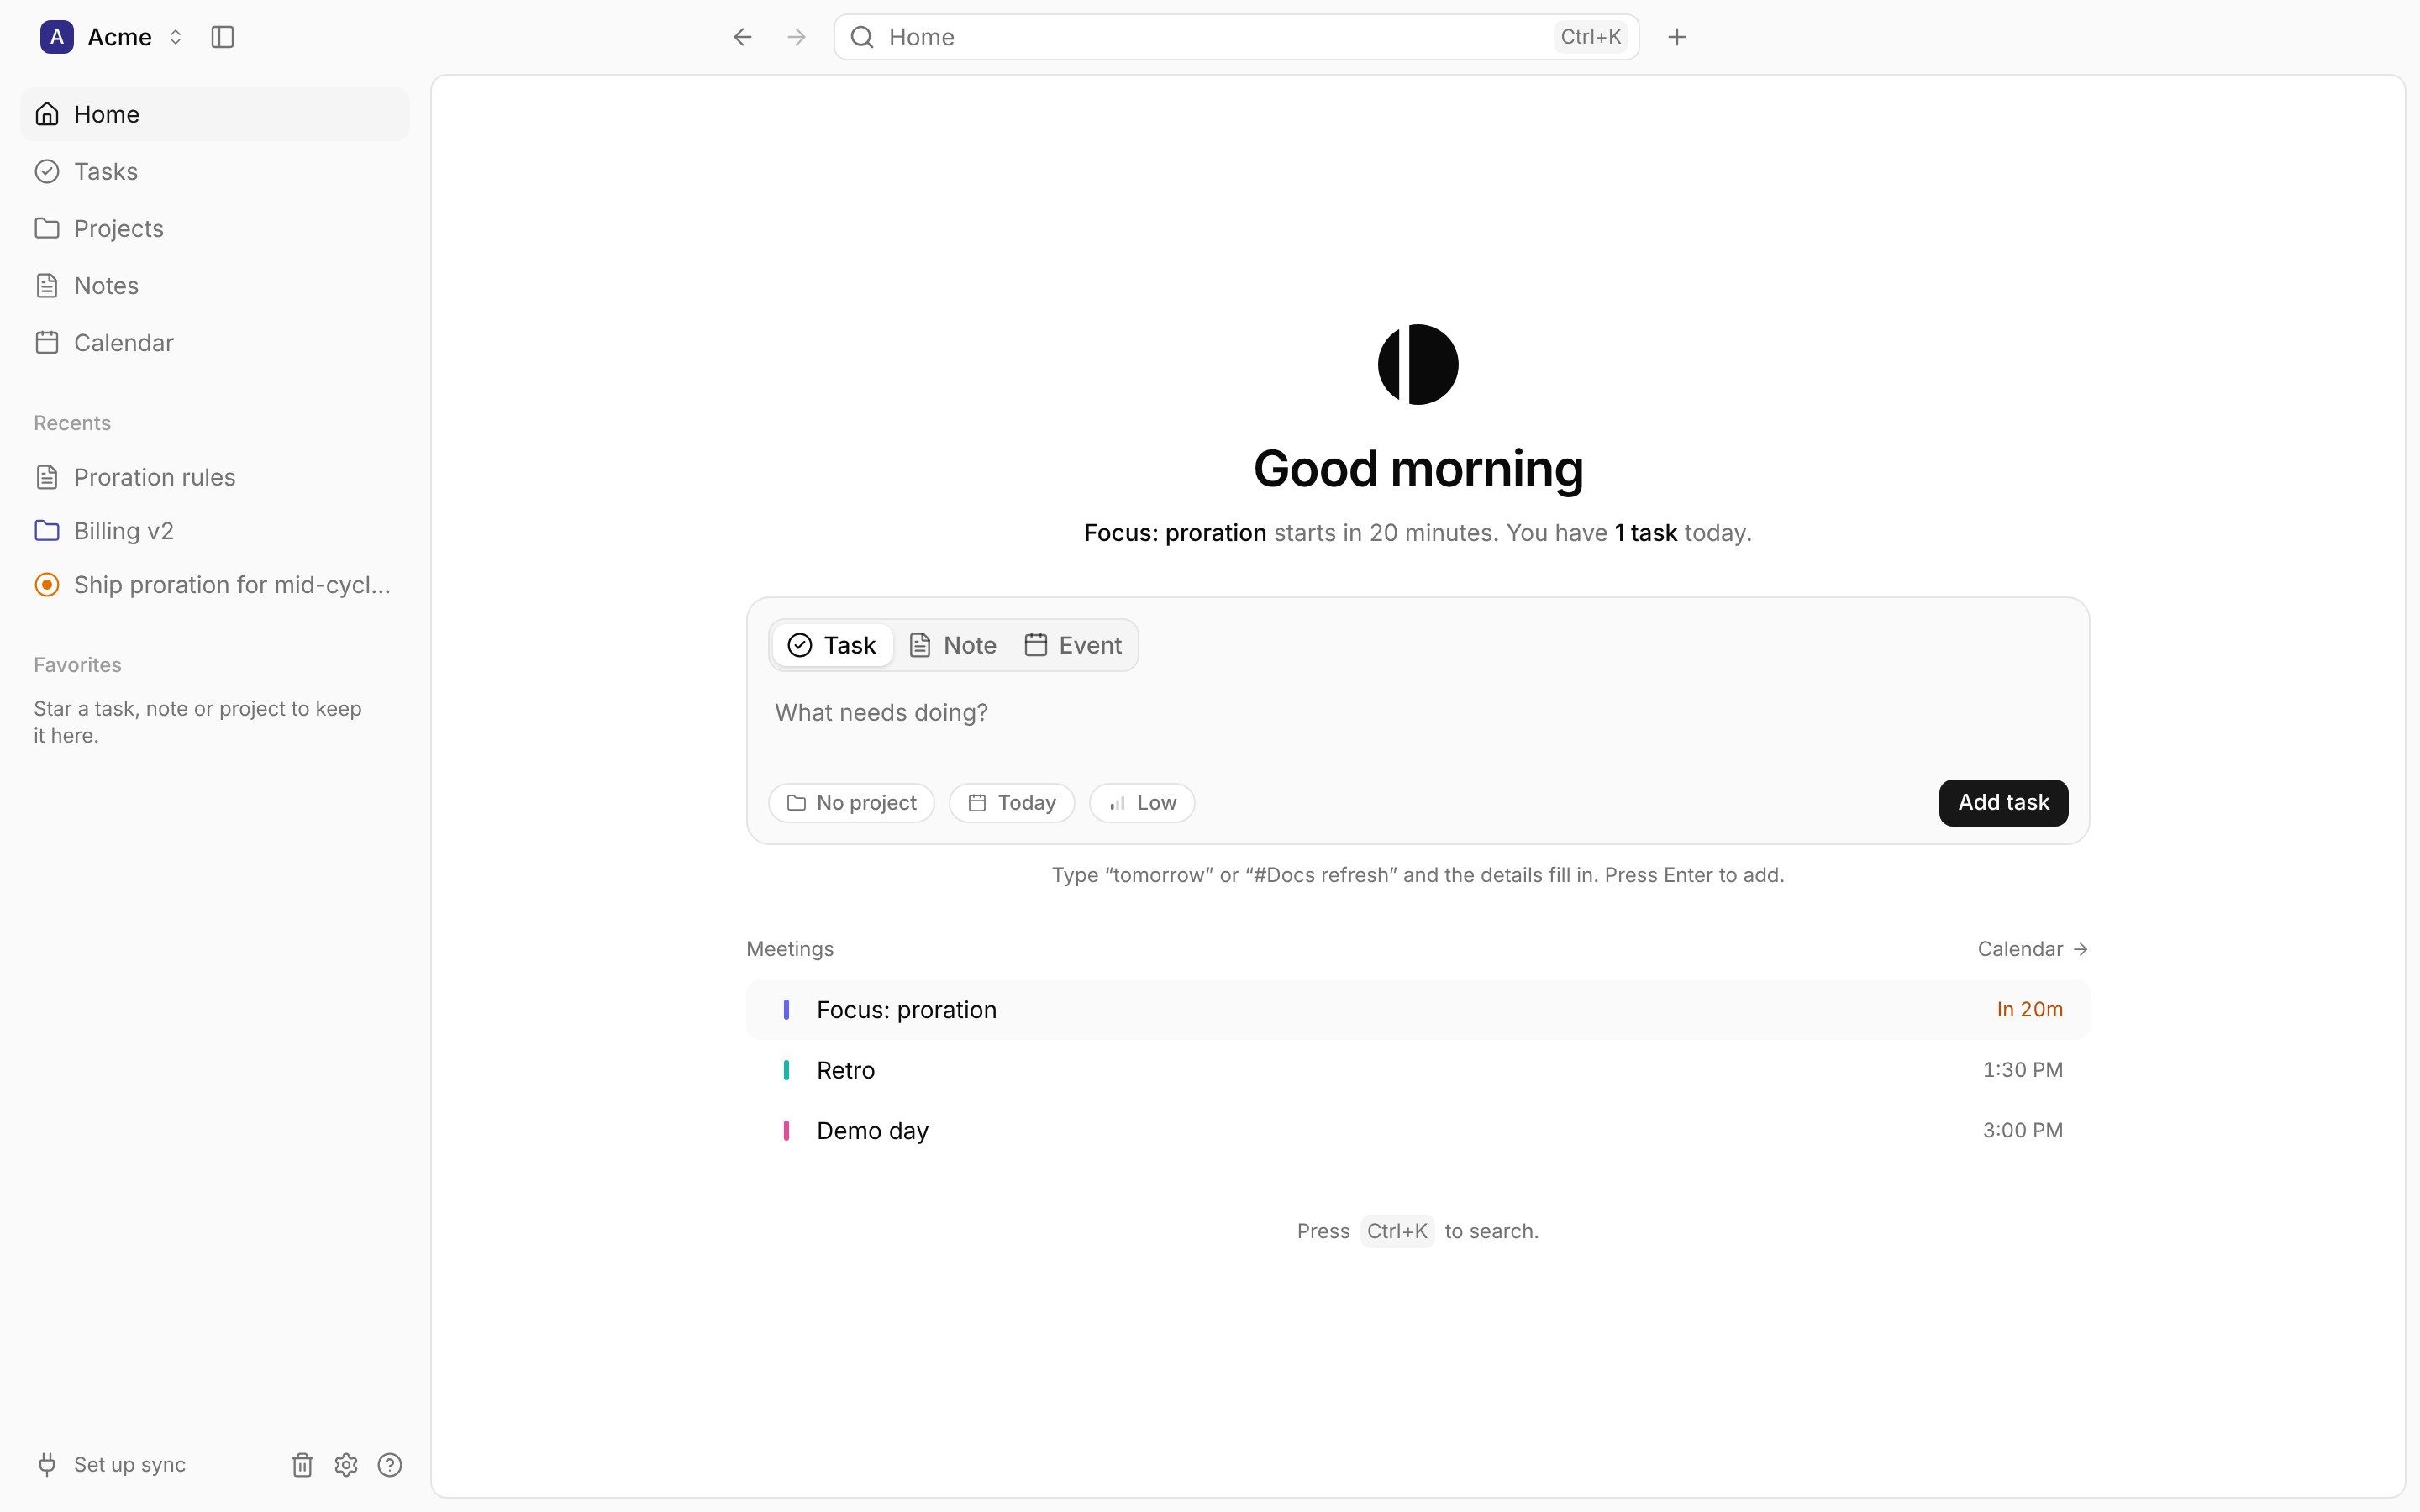 A Acme
Home Ctrl+K
Home
Tasks
Projects
Notes
Calendar
Recents
Proration rules
Billing v2
Ship proration for mid-cycl...
Favorites
Star a task, note or project to keep
it here.
Set up sync
Good morning
Focus: proration starts in 20 minutes. You have 1 task today.
Task Note Event
What needs doing?
No project Today Low Add task
Type “tomorrow” or “#Docs refresh” and the details fill in. Press Enter to add.
Meetings Calendar →
Focus: proration In 20m
Retro 1:30 PM
Demo day 3:00 PM
Press Ctrl+K to search.